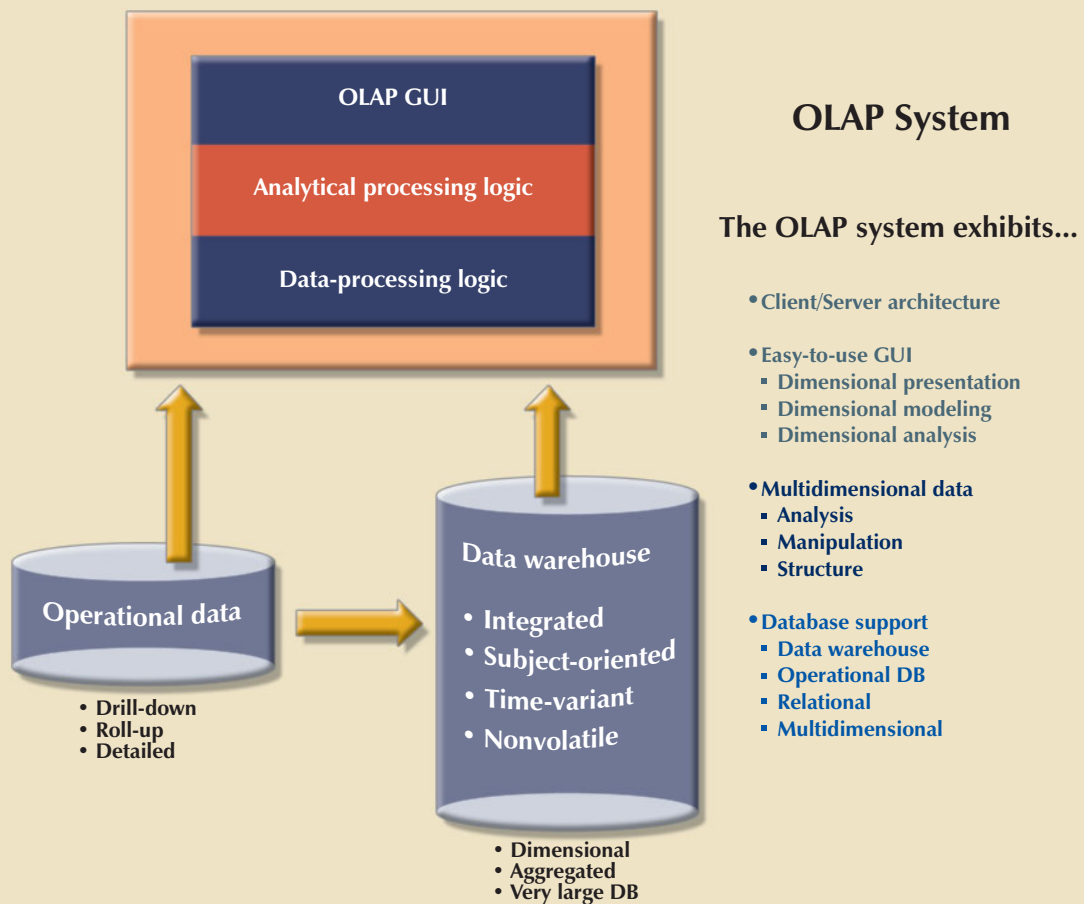 OLAP GUI
Analytical processing logic
Data-processing logic
OLAP System
The OLAP system exhibits...
•Client/Server architecture
•Easy-to-use GUI
▪ Dimensional presentation
▪ Dimensional modeling
▪ Dimensional analysis
•Multidimensional data
▪ Analysis
▪ Manipulation
▪ Structure
•Database support
▪ Data warehouse
▪ Operational DB
▪ Relational
▪ Multidimensional
Operational data
• Drill-down
• Roll-up
• Detailed
Data warehouse
• Integrated
• Subject-oriented
• Time-variant
• Nonvolatile
• Dimensional
• Aggregated
• Very large DB